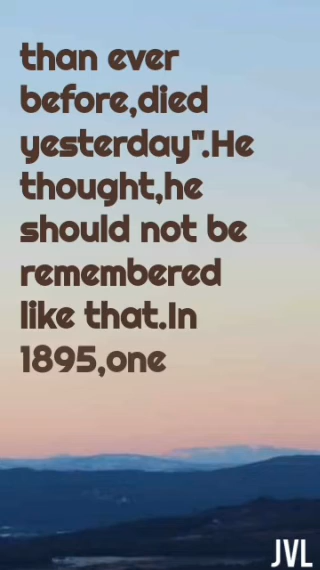 than ever
before,died
yesterday".He
thought,he
should not be
remembered
like that.In
1895,one
JVL